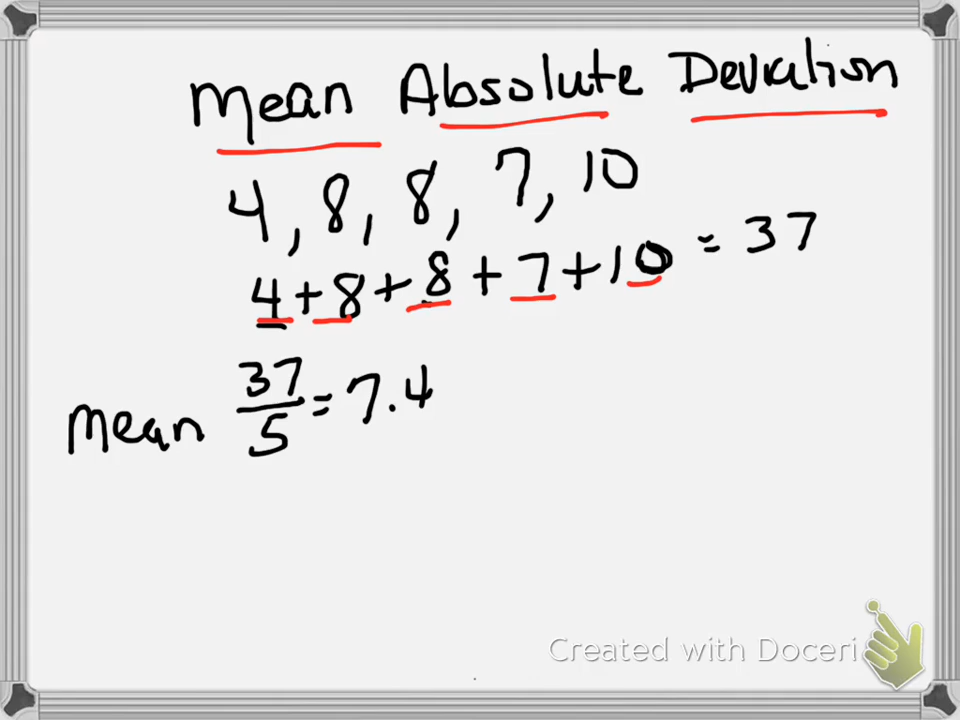 Mean Absolute Deviation
4, 8, 8, 7, 10
4+8+8+7+10 = 37
Mean 37/5 = 7.4
Created with Doceri